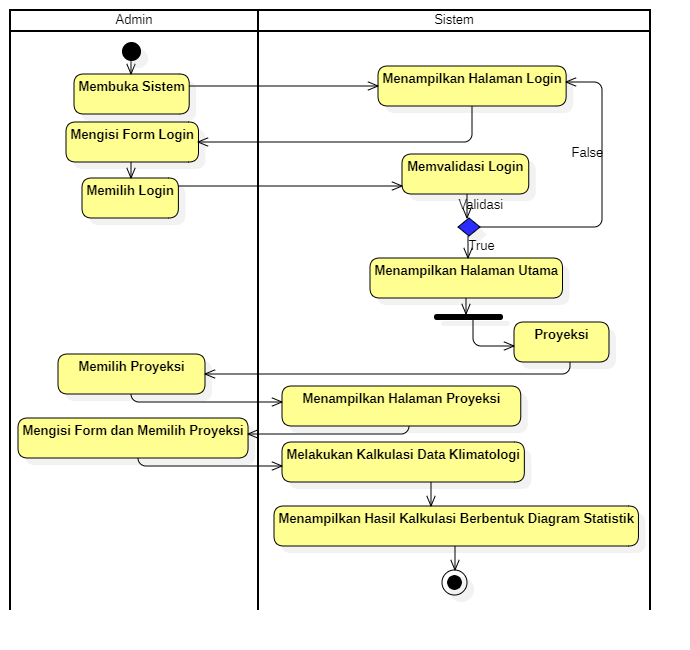 Admin
Sistem
Membuka Sistem
Menampilkan Halaman Login
Mengisi Form Login
False
Memvalidasi Login
Memilih Login
Validasi
True
Menampilkan Halaman Utama
Proyeksi
Memilih Proyeksi
Menampilkan Halaman Proyeksi
Mengisi Form dan Memilih Proyeksi
Melakukan Kalkulasi Data Klimatologi
Menampilkan Hasil Kalkulasi Berbentuk Diagram Statistik